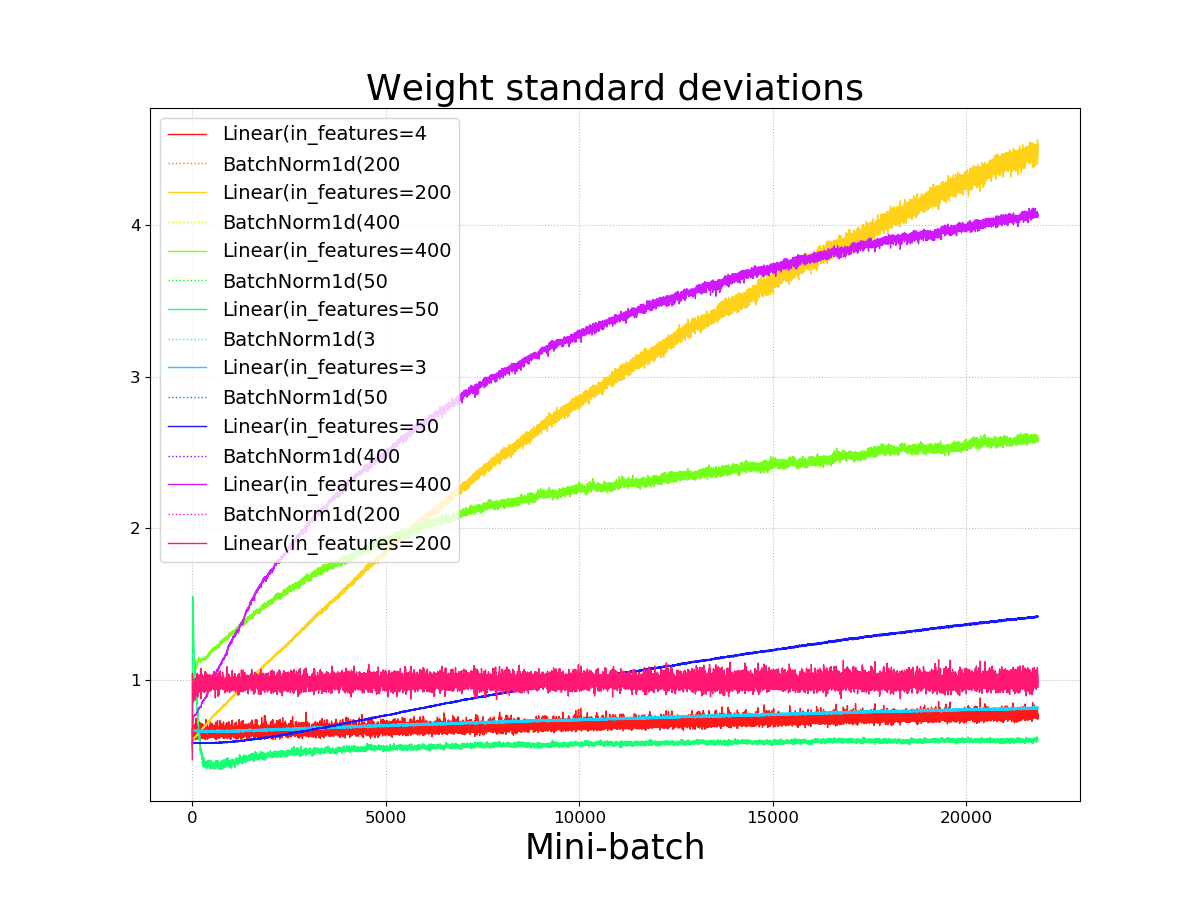 Weight standard deviations
Linear(in_features=4
BatchNorm1d(200
Linear(in_features=200
BatchNorm1d(400
Linear(in_features=400
BatchNorm1d(50
Linear(in_features=50
BatchNorm1d(3
Linear(in_features=3
BatchNorm1d(50
Linear(in_features=50
BatchNorm1d(400
Linear(in_features=400
BatchNorm1d(200
Linear(in_features=200
4
3
2
1
0 5000 10000 15000 20000
Mini-batch